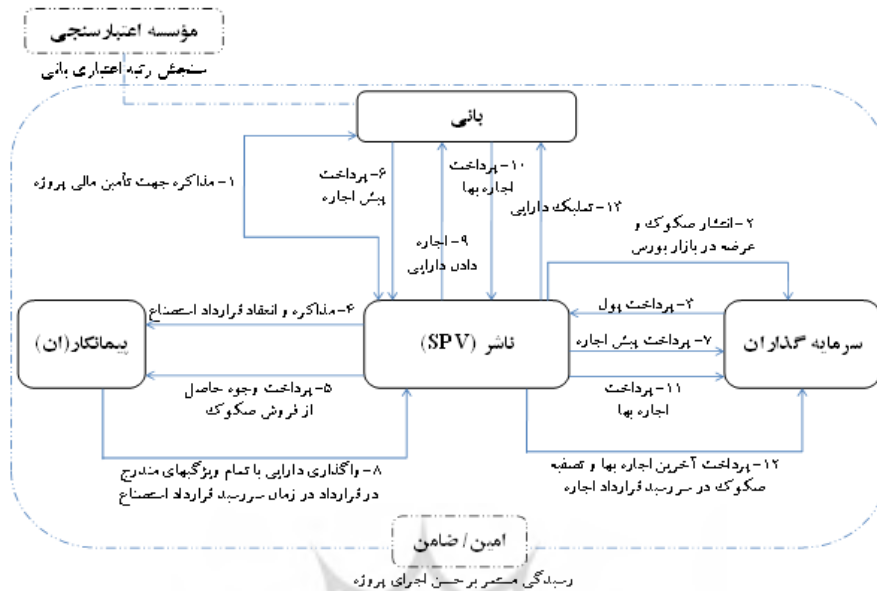 مؤسسه اعتبارسنجی
سنجش رتبه اعتباری بانی
بانی
۱- مذاکره جهت تأمین مالی پروژه
۶- پرداخت
پیش اجاره
۹- اجاره
دادن دارایی
۱۰- پرداخت
اجاره بها
۱۳- تملیک دارایی
۲- انتشار صکوک و
عرضه در بازار بورس
پیمانکار(ان)
۴- مذاکره و انعقاد قرارداد استصناع
۵- پرداخت وجوه حاصل
از فروش صکوک
ناشر (SPV)
۳- پرداخت پول
۷- پرداخت پیش اجاره
۱۱- پرداخت
اجاره بها
سرمایه گذاران
۸- واگذاری دارایی با تمام ویژگیهای مندرج
در قرارداد در زمان سررسید قرارداد استصناع
۱۲- پرداخت آخرین اجاره بها و تصفیه
صکوک در سررسید قرارداد اجاره
امین/ ضامن
رسیدگی مستمر بر حسن اجرای پروژه